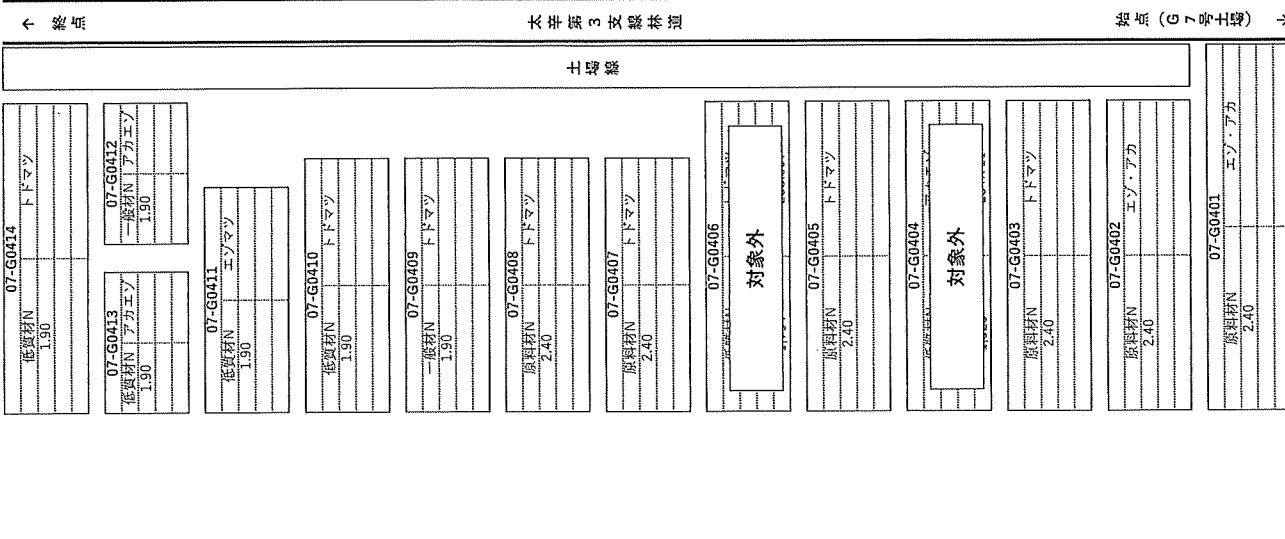 ← 終点
太幸第3支線林道
始点（G7号土場） →
土場線
07-G0414
低質材N トドマツ
1.90
07-G0412
一般材N アカエゾ
1.90
07-G0413
低質材N アカエゾ
1.90
07-G0411
低質材N エゾマツ
1.90
07-G0410
低質材N トドマツ
1.90
07-G0409
一般材N トドマツ
1.90
07-G0408
原料材N トドマツ
2.40
07-G0407
原料材N トドマツ
2.40
07-G0406
対象外
07-G0405
原料材N トドマツ
2.40
07-G0404
対象外
07-G0403
原料材N トドマツ
2.40
07-G0402
原料材N エゾ・アカ
2.40
07-G0401
原料材N エゾ・アカ
2.40